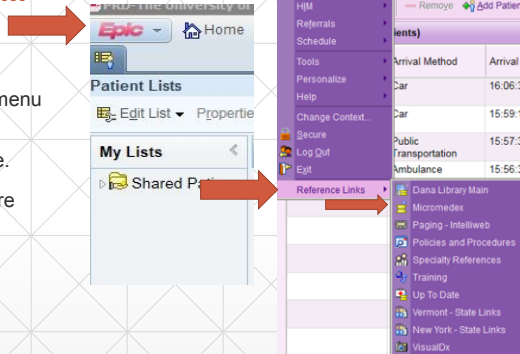 PRD-The University of
Epic
Home
Patient Lists
Edit List
My Lists
Shared
menu
e.
re
HIM
Referrals
Schedule
Tools
Personalize
Help
Change Context...
Secure
Log Out
Exit
Reference Links
Remove
Add Patient
ients)
Arrival Method
Arrival
Car
16:06:3
Car
15:59:1
Public
Transportation
15:57:3
Ambulance
15:56:3
Dana Library Main
Micromedex
Paging - Intelliweb
Policies and Procedures
Specialty References
Training
Up To Date
Vermont - State Links
New York - State Links
VisualDx